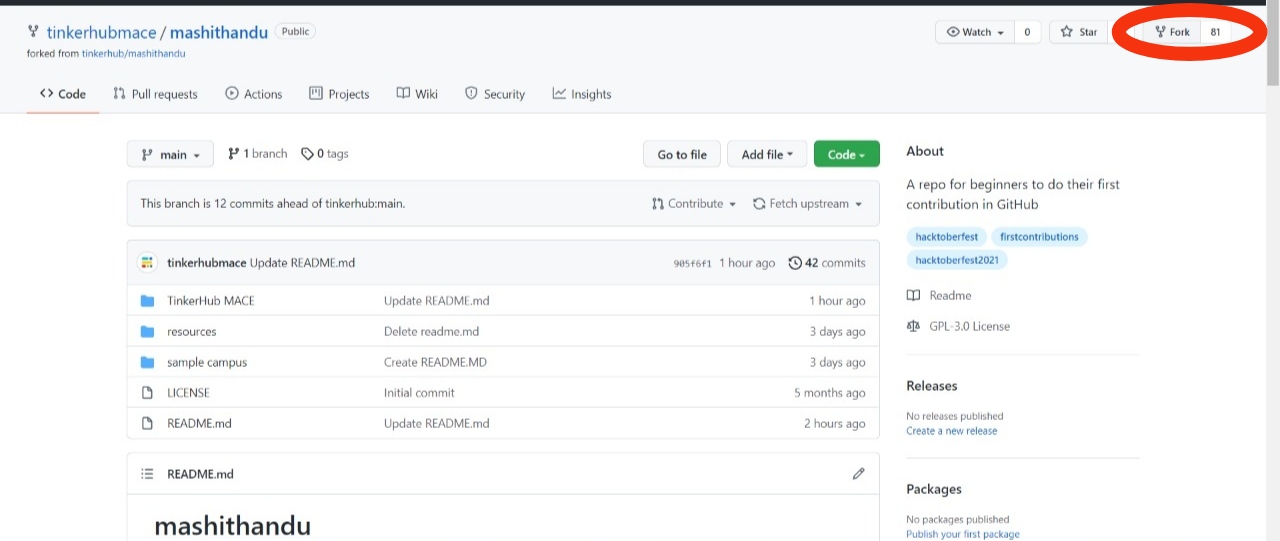 tinkerhubmace / mashithandu Public
Watch 0 Star Fork 81
forked from tinkerhub/mashithandu
Code Pull requests Actions Projects Wiki Security Insights
main 1 branch 0 tags Go to file Add file Code
This branch is 12 commits ahead of tinkerhub:main. Contribute Fetch upstream
tinkerhubmace Update README.md 905f6f1 1 hour ago 42 commits
TinkerHub MACE Update README.md 1 hour ago
resources Delete readme.md 3 days ago
sample campus Create README.MD 3 days ago
LICENSE Initial commit 5 months ago
README.md Update README.md 2 hours ago
README.md
mashithandu
About
A repo for beginners to do their first
contribution in GitHub
hacktoberfest firstcontributions
hacktoberfest2021
Readme
GPL-3.0 License
Releases
No releases published
Create a new release
Packages
No packages published
Publish your first package